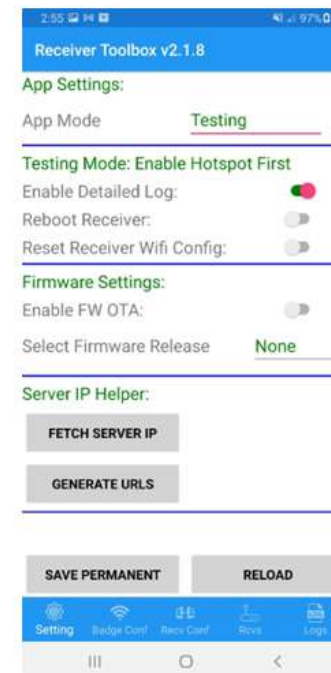 2:55 97%
Receiver Toolbox v2.1.8
App Settings:
App Mode Testing
Testing Mode: Enable Hotspot First
Enable Detailed Log:
Reboot Receiver:
Reset Receiver Wifi Config:
Firmware Settings:
Enable FW OTA:
Select Firmware Release None
Server IP Helper:
FETCH SERVER IP
GENERATE URLS
SAVE PERMANENT RELOAD
Setting Badge Conf Recv Conf Rcvs Logs